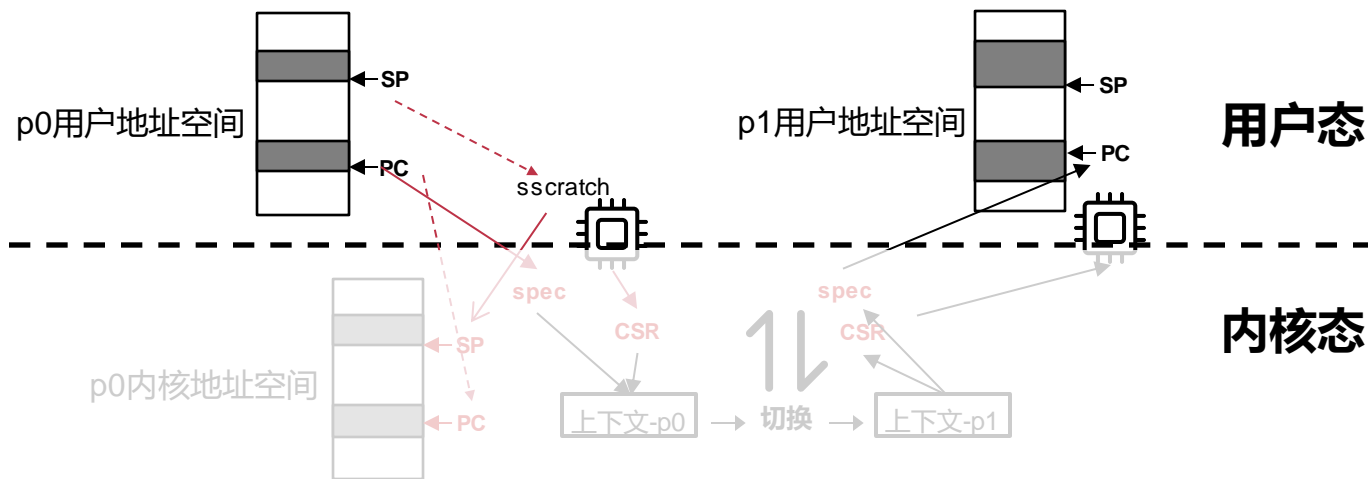 SP
p0用户地址空间
PC
sscratch
SP
p1用户地址空间
PC
用户态
spec
CSR
SP
p0内核地址空间
PC
上下文-p0
切换
spec
CSR
上下文-p1
内核态